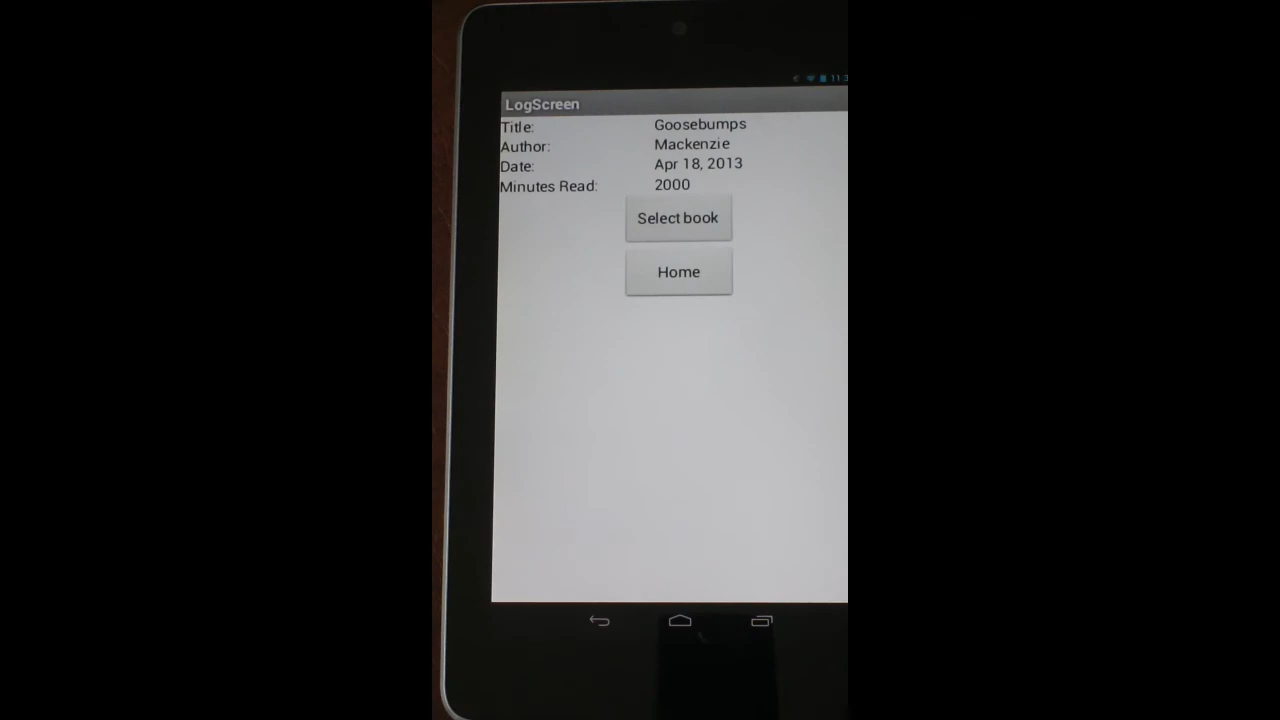 LogScreen
Title: Goosebumps
Author: Mackenzie
Date: Apr 18, 2013
Minutes Read: 2000
Select book
Home